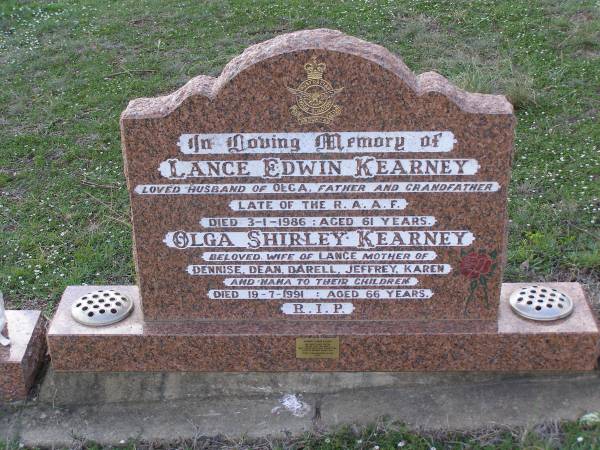 In Loving Memory of
LANCE EDWIN KEARNEY
LOVED HUSBAND OF OLGA, FATHER AND GRANDFATHER
LATE OF THE R.A.A.F.
DIED 3-1-1986 : AGED 61 YEARS.
OLGA SHIRLEY KEARNEY
BELOVED WIFE OF LANCE MOTHER OF
DENNISE, DEAN, DARELL, JEFFREY, KAREN
AND NANA TO THEIR CHILDREN
DIED 19-7-1991 : AGED 66 YEARS.
R.I.P.